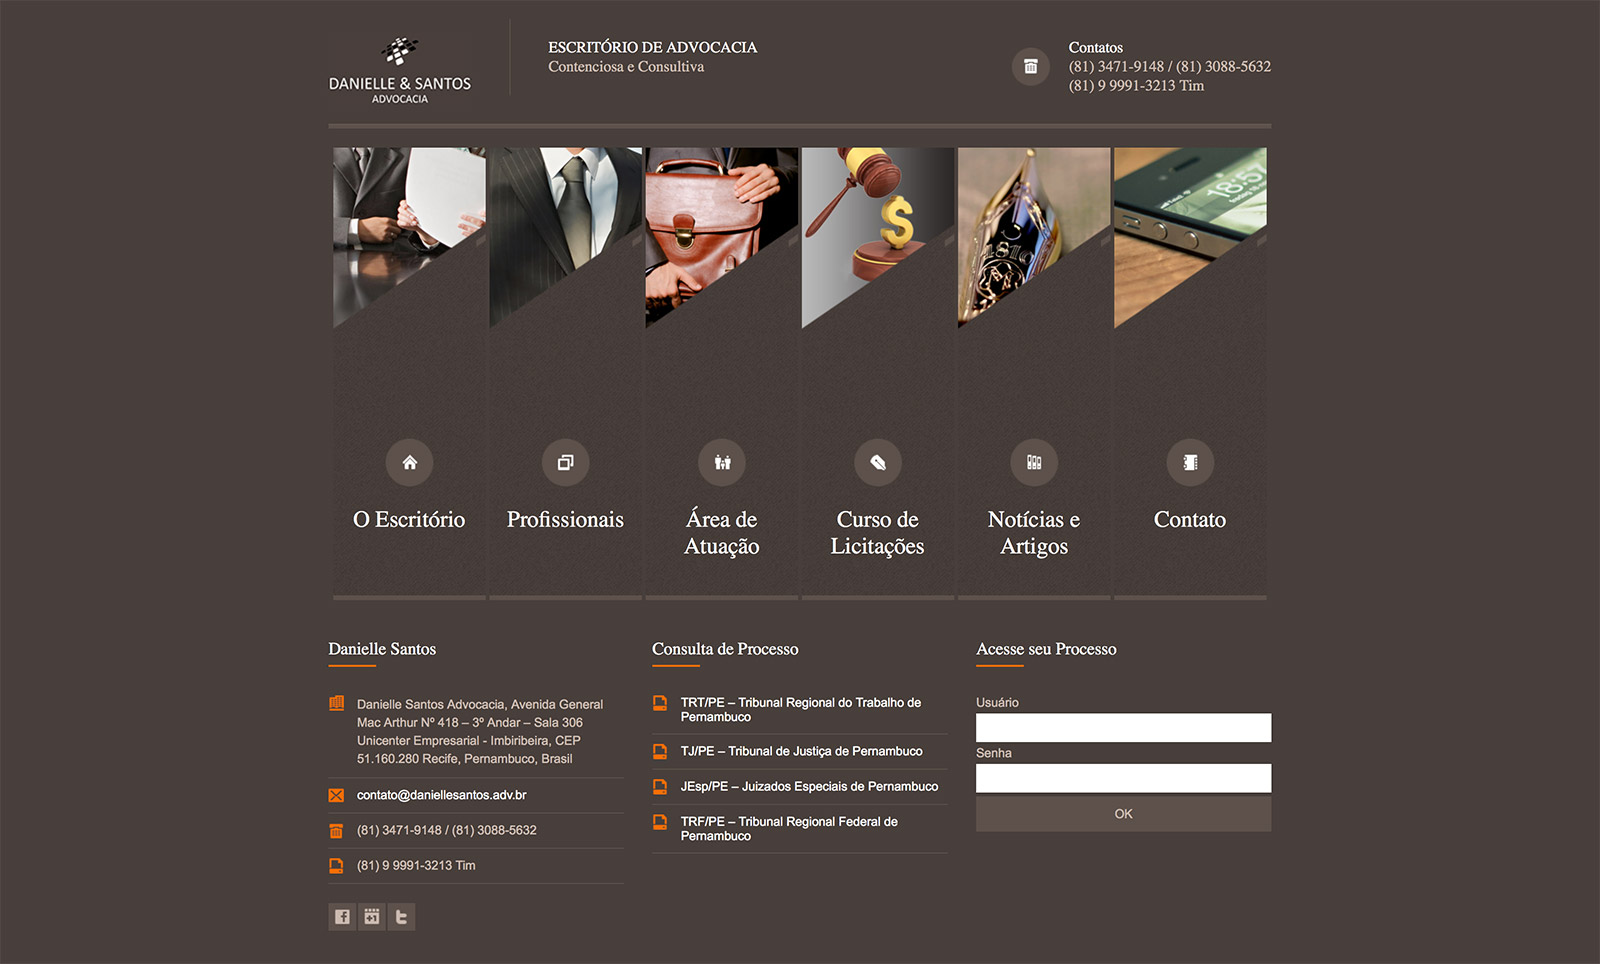 DANIELLE & SANTOS
ADVOCACIA
ESCRITÓRIO DE ADVOCACIA
Contenciosa e Consultiva
Contatos
(81) 3471-9148 / (81) 3088-5632
(81) 9 9991-3213 Tim
$
1810
18:57
O Escritório
Profissionais
Área de
Atuação
Curso de
Licitações
Notícias e
Artigos
Contato
Danielle Santos
Danielle Santos Advocacia, Avenida General
Mac Arthur Nº 418 – 3º Andar – Sala 306
Unicenter Empresarial - Imbiribeira, CEP
51.160.280 Recife, Pernambuco, Brasil
contato@daniellesantos.adv.br
(81) 3471-9148 / (81) 3088-5632
(81) 9 9991-3213 Tim
Consulta de Processo
TRT/PE – Tribunal Regional do Trabalho de
Pernambuco
TJ/PE – Tribunal de Justiça de Pernambuco
JEsp/PE – Juizados Especiais de Pernambuco
TRF/PE – Tribunal Regional Federal de
Pernambuco
Acesse seu Processo
Usuário
Senha
OK